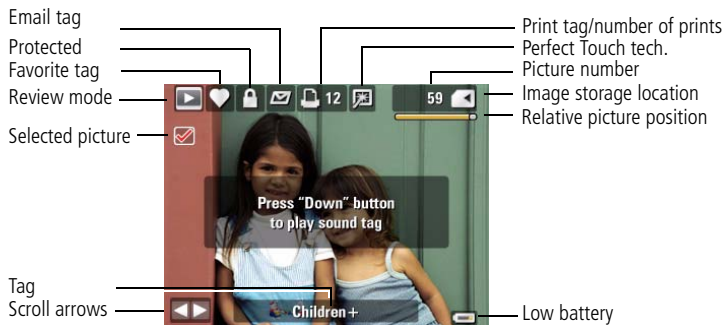 Email tag
Protected
Favorite tag
Review mode
Selected picture
Tag
Scroll arrows
Print tag/number of prints
Perfect Touch tech.
Picture number
Image storage location
Relative picture position
Low battery
12
59
Press “Down” button
to play sound tag
Children+